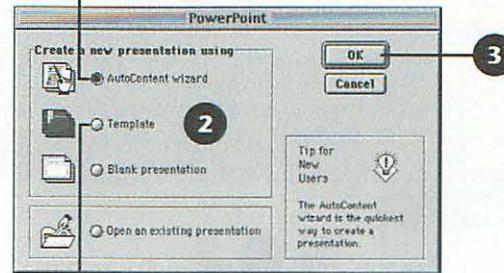 PowerPoint
Create a new presentation using
AutoContent wizard
Template
Blank presentation
Open an existing presentation
OK
Cancel
Tip for
New
Users
The AutoContent
wizard is the quickest
way to create a
presentation.
2
3